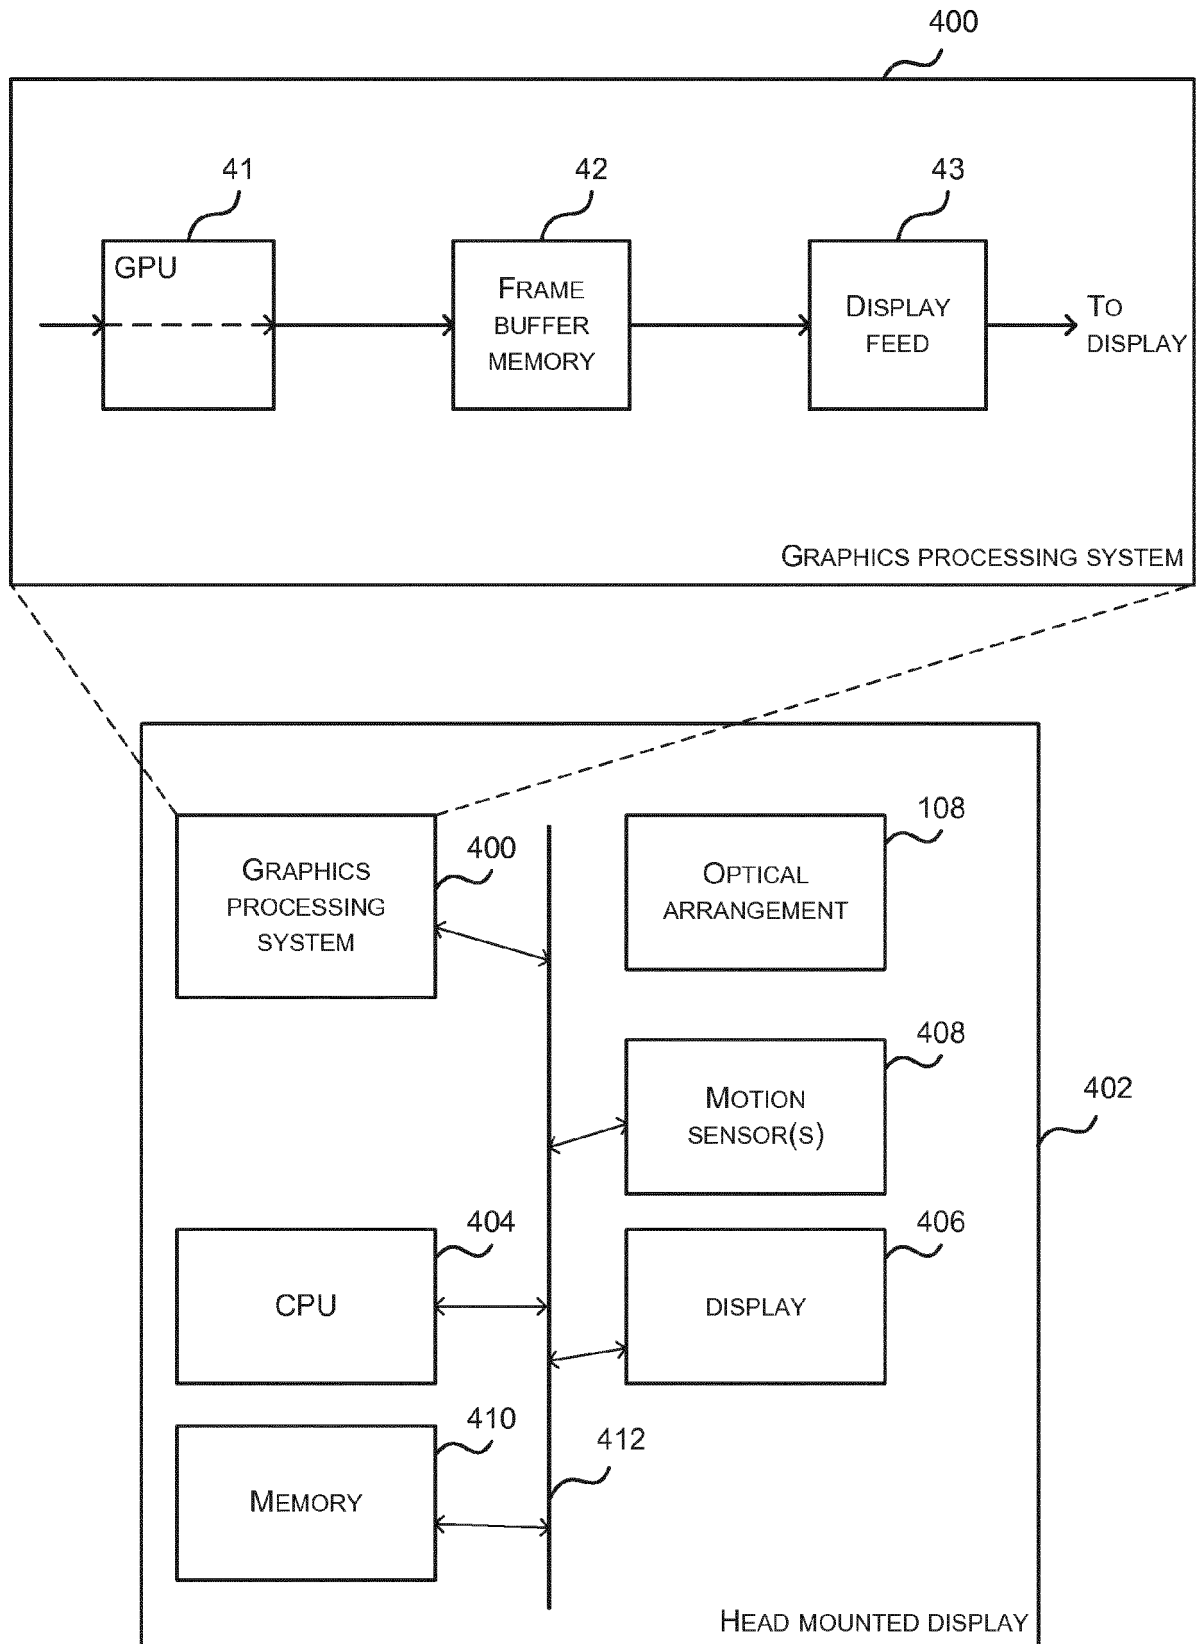 400
41
42
43
GPU
FRAME
BUFFER
MEMORY
DISPLAY
FEED
TO
DISPLAY
GRAPHICS PROCESSING SYSTEM
108
400
GRAPHICS
PROCESSING
SYSTEM
OPTICAL
ARRANGEMENT
408
402
MOTION
SENSOR(S)
404
406
CPU
DISPLAY
410
412
MEMORY
HEAD MOUNTED DISPLAY